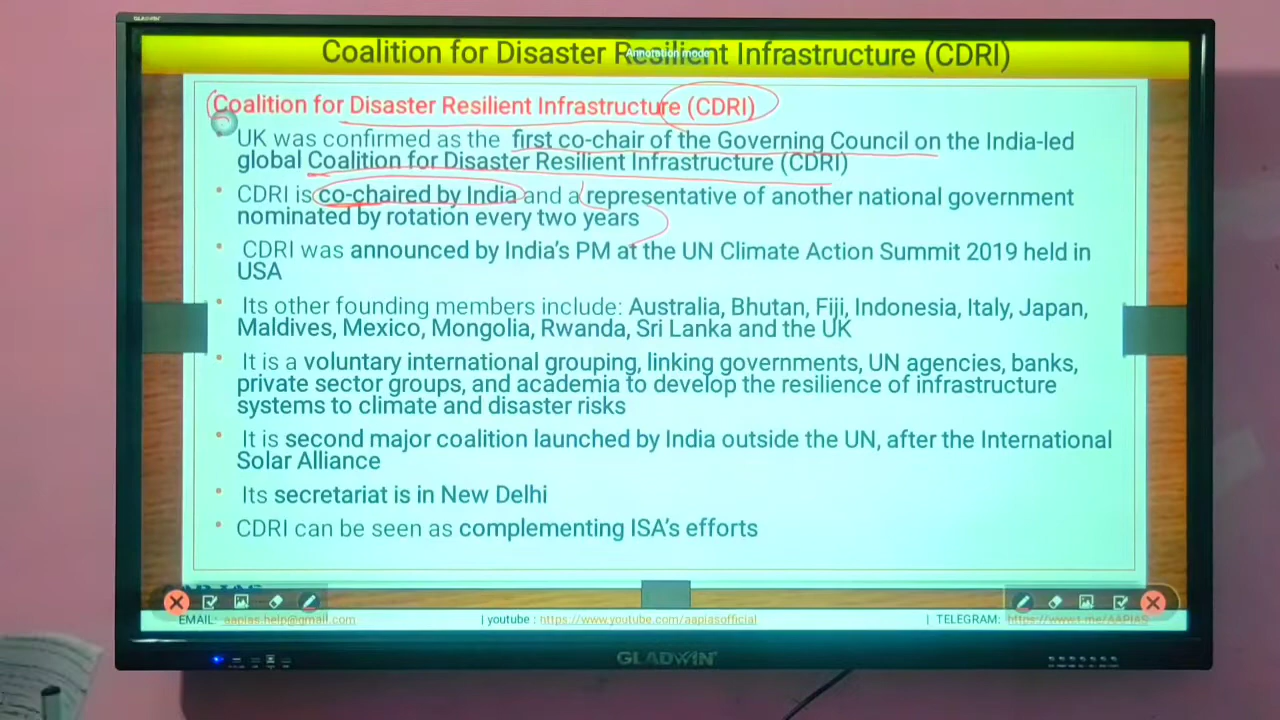 GLADWIN
Coalition for Disaster Resilient Infrastructure (CDRI)
Annotation mode
Coalition for Disaster Resilient Infrastructure (CDRI)
• UK was confirmed as the first co-chair of the Governing Council on the India-led
global Coalition for Disaster Resilient Infrastructure (CDRI)
• CDRI is co-chaired by India and a representative of another national government
nominated by rotation every two years
• CDRI was announced by India's PM at the UN Climate Action Summit 2019 held in
USA
• Its other founding members include: Australia, Bhutan, Fiji, Indonesia, Italy, Japan,
Maldives, Mexico, Mongolia, Rwanda, Sri Lanka and the UK
• It is a voluntary international grouping, linking governments, UN agencies, banks,
private sector groups, and academia to develop the resilience of infrastructure
systems to climate and disaster risks
• It is second major coalition launched by India outside the UN, after the International
Solar Alliance
• Its secretariat is in New Delhi
• CDRI can be seen as complementing ISA's efforts
EMAIL: aapias.help@gmail.com | youtube : https://www.youtube.com/aapiasofficial | TELEGRAM: https://www.t.me/AAPIAS
GLADWIN